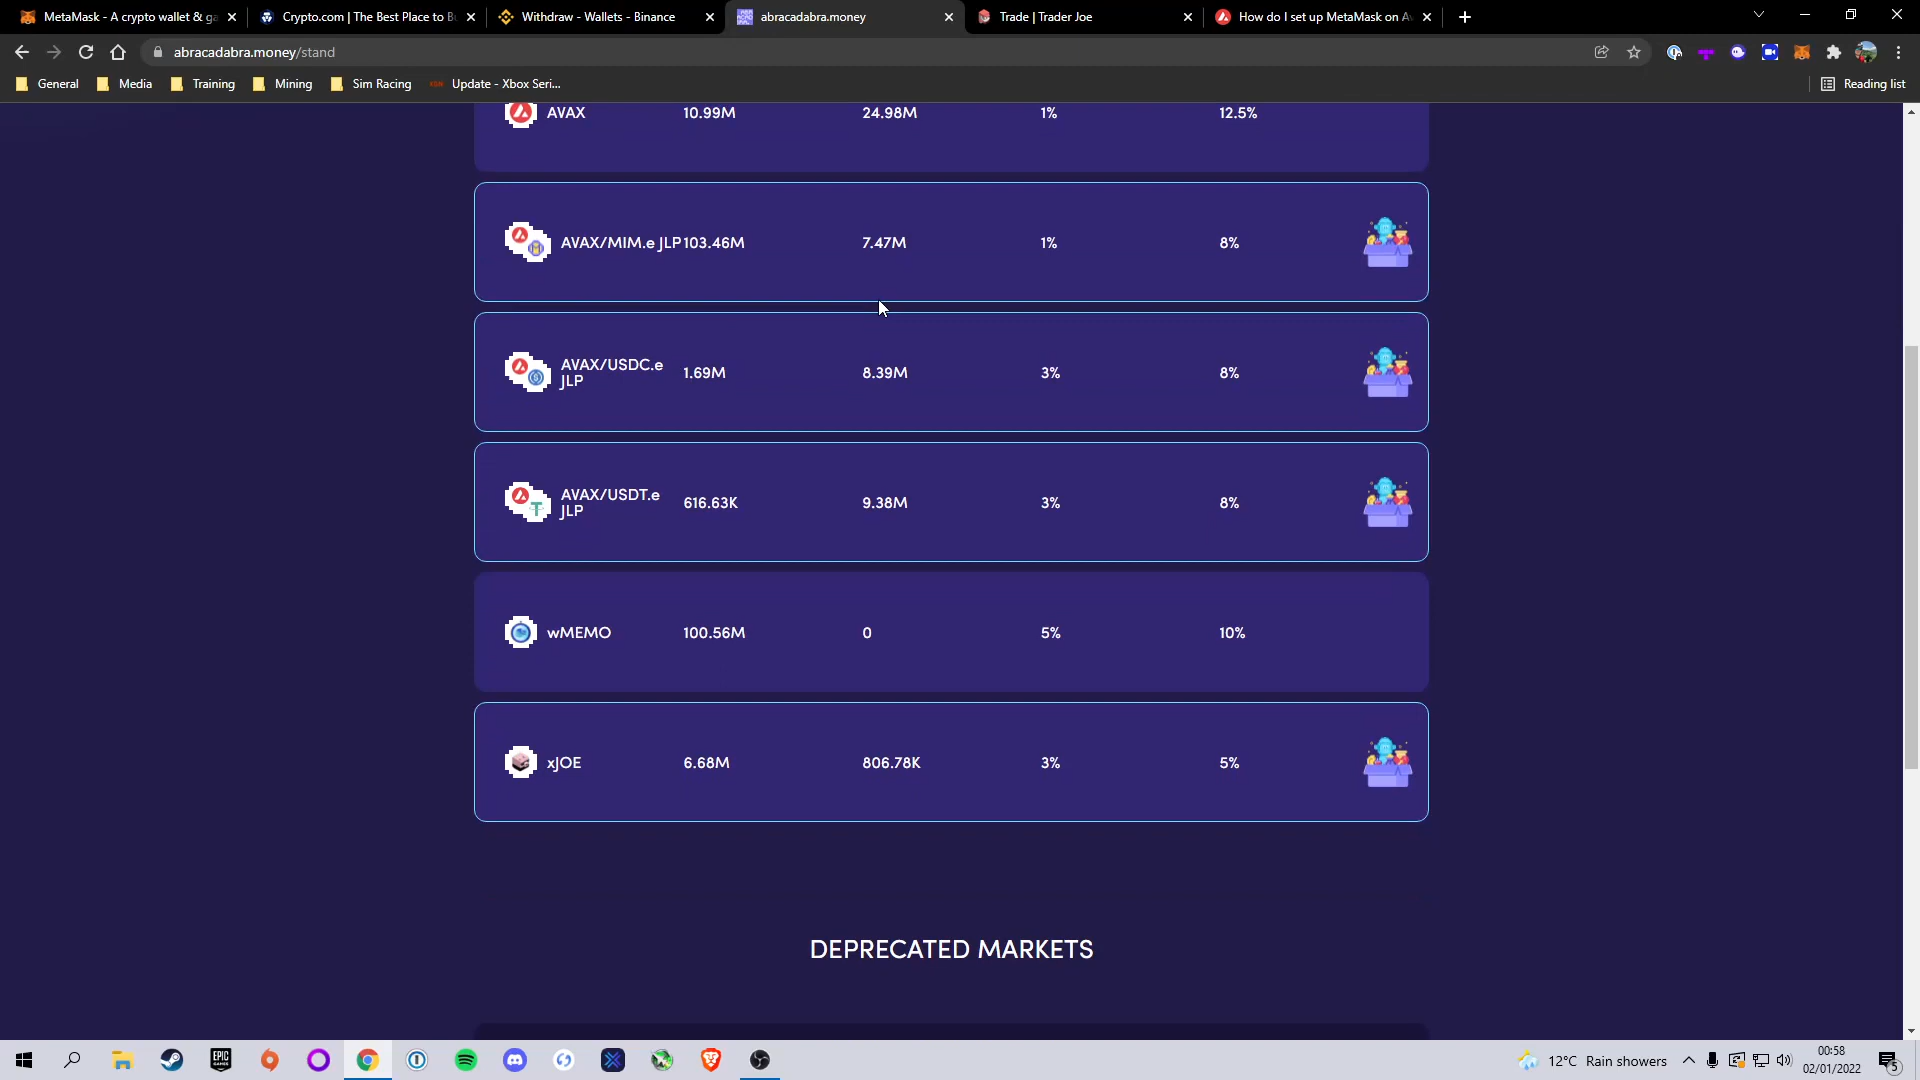 MetaMask - A crypto wallet & ga
Crypto.com | The Best Place to Bu
Withdraw - Wallets - Binance
abracadabra.money
Trade | Trader Joe
How do I set up MetaMask on Av
abracadabra.money/stand
General
Media
Training
Mining
Sim Racing
Update - Xbox Seri...
Reading list
AVAX 10.99M 24.98M 1% 12.5%
AVAX/MIM.e JLP 103.46M 7.47M 1% 8%
AVAX/USDC.e
JLP
1.69M 8.39M 3% 8%
AVAX/USDT.e
JLP
616.63K 9.38M 3% 8%
wMEMO 100.56M 0 5% 10%
xJOE 6.68M 806.78K 3% 5%
DEPRECATED MARKETS
EPIC
GAMES
12°C Rain showers
00:58
02/01/2022
5